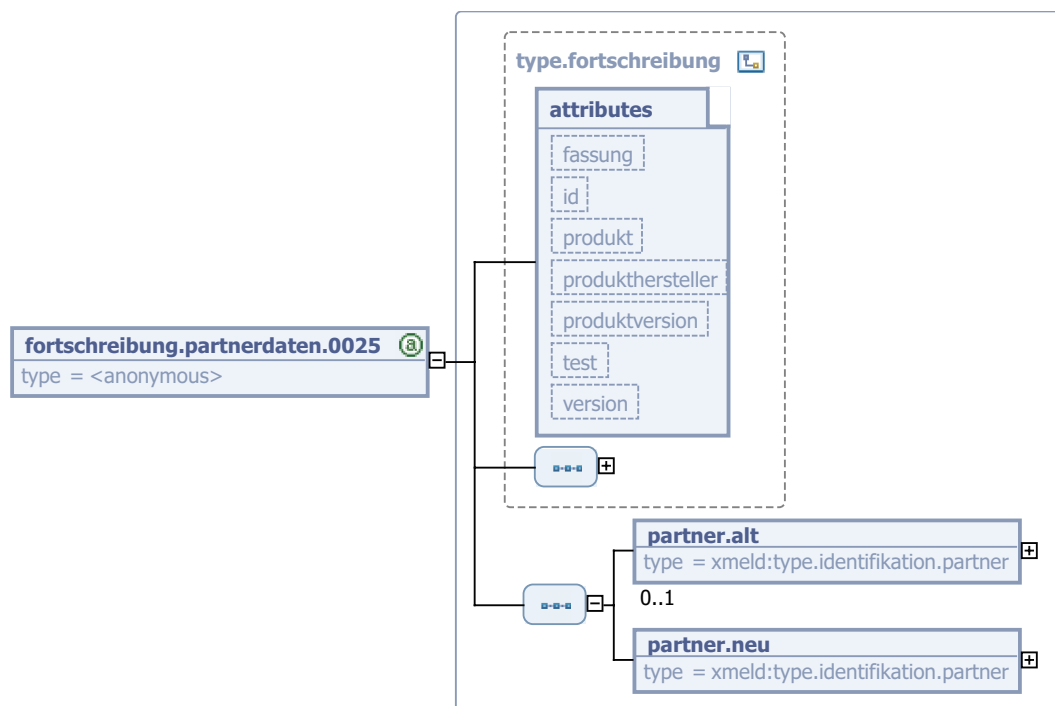 type.fortschreibung
attributes
fassung
id
produkt
produkthersteller
produktversion
test
version
fortschreibung.partnerdaten.0025 @
type = <anonymous>
partner.alt
type = xmeld:type.identifikation.partner
0..1
partner.neu
type = xmeld:type.identifikation.partner